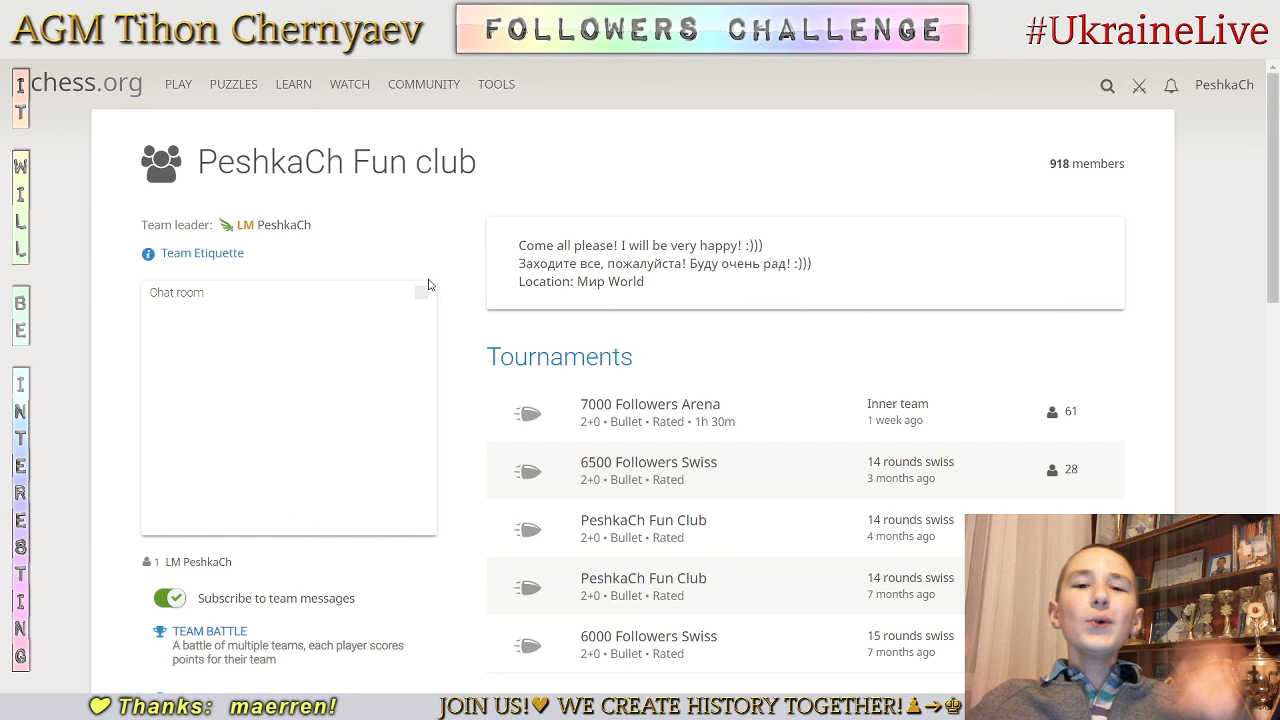 AGM Tihon Chernyaev
FOLLOWERS CHALLENGE
#UkraineLive
IT WILL BE INTERESTING
chess.org
PLAY PUZZLES LEARN WATCH COMMUNITY TOOLS
PeshkaCh
PeshkaCh Fun club
918 members
Team leader: LM PeshkaCh
Team Etiquette
Chat room
Come all please! I will be very happy! :)))
Заходите все, пожалуйста! Буду очень рад! :)))
Location: Мир World
Tournaments
7000 Followers Arena
2+0 • Bullet • Rated • 1h 30m
Inner team
1 week ago
61
6500 Followers Swiss
2+0 • Bullet • Rated
14 rounds swiss
3 months ago
28
PeshkaCh Fun Club
2+0 • Bullet • Rated
14 rounds swiss
4 months ago
PeshkaCh Fun Club
2+0 • Bullet • Rated
14 rounds swiss
7 months ago
6000 Followers Swiss
2+0 • Bullet • Rated
15 rounds swiss
7 months ago
1 LM PeshkaCh
Subscribe to team messages
TEAM BATTLE
A battle of multiple teams, each player scores
points for their team
Thanks: maerren!
JOIN US! WE CREATE HISTORY TOGETHER!